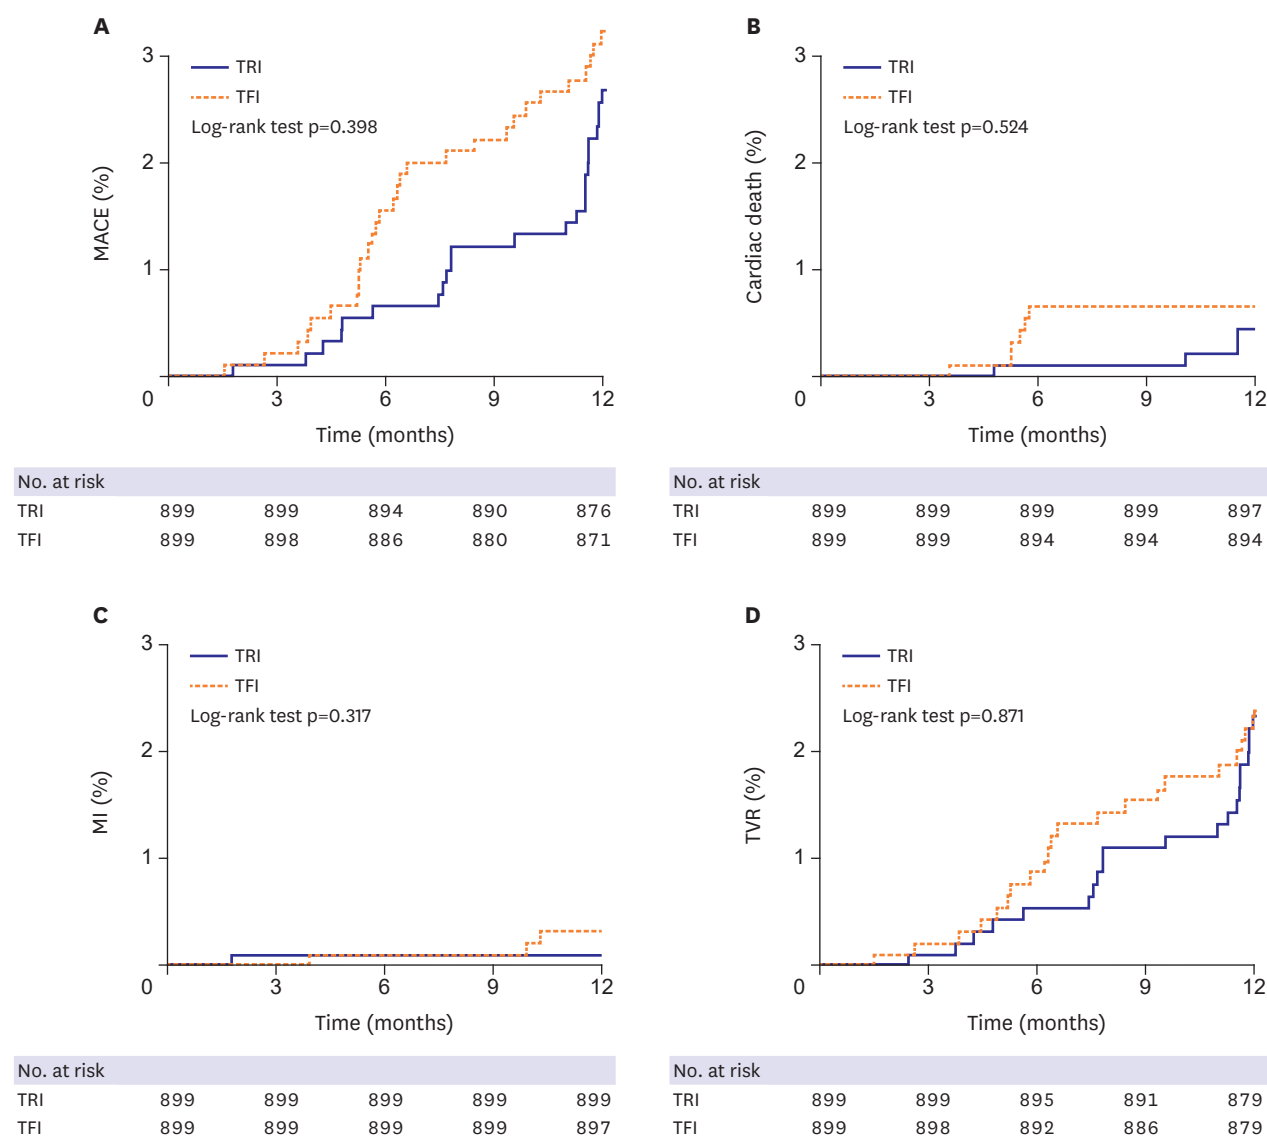 A
3
2
1
MACE (%)
TRI
TFI
Log-rank test p=0.398
0 3 6 9 12
Time (months)
No. at risk
TRI 899 899 894 890 876
TFI 899 898 886 880 871
B
3
2
1
Cardiac death (%)
TRI
TFI
Log-rank test p=0.524
0 3 6 9 12
Time (months)
No. at risk
TRI 899 899 899 899 897
TFI 899 899 894 894 894
C
3
2
1
MI (%)
TRI
TFI
Log-rank test p=0.317
0 3 6 9 12
Time (months)
No. at risk
TRI 899 899 899 899 899
TFI 899 899 899 899 897
D
3
2
1
TVR (%)
TRI
TFI
Log-rank test p=0.871
0 3 6 9 12
Time (months)
No. at risk
TRI 899 899 895 891 879
TFI 899 898 892 886 879